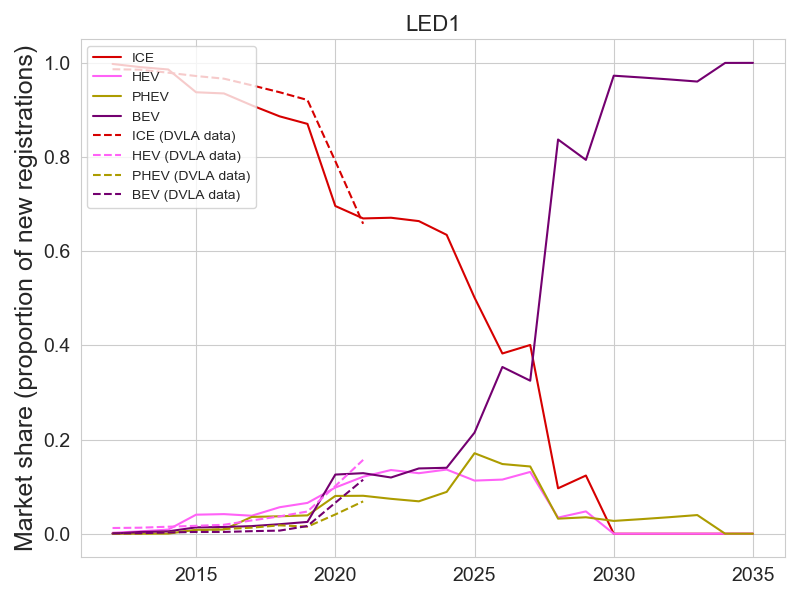 LED1
Market share (proportion of new registrations)
1.0
0.8
0.6
0.4
0.2
0.0
ICE
HEV
PHEV
BEV
ICE (DVLA data)
HEV (DVLA data)
PHEV (DVLA data)
BEV (DVLA data)
2015
2020
2025
2030
2035